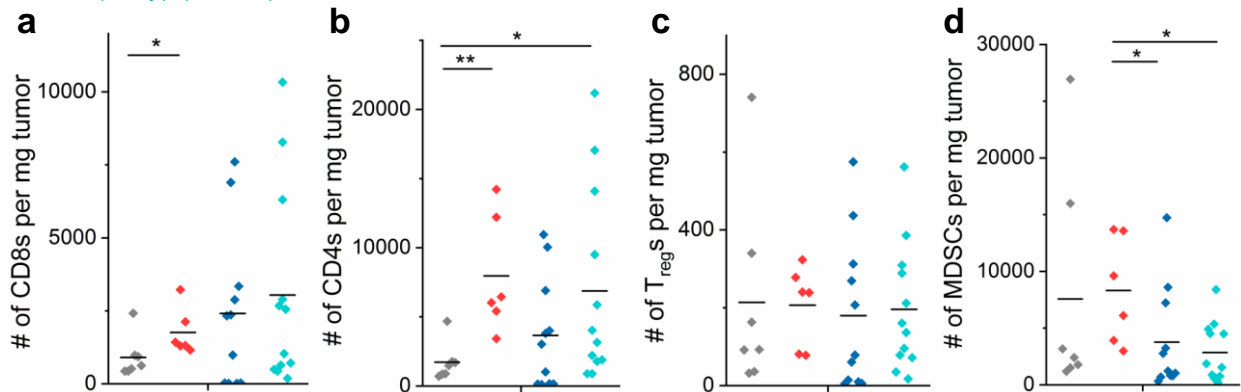 a
b
c
d
# of CD8s per mg tumor
10000
5000
0
*
# of CD4s per mg tumor
20000
10000
0
*
**
# of Tregs per mg tumor
800
400
0
# of MDSCs per mg tumor
30000
20000
10000
0
*
*